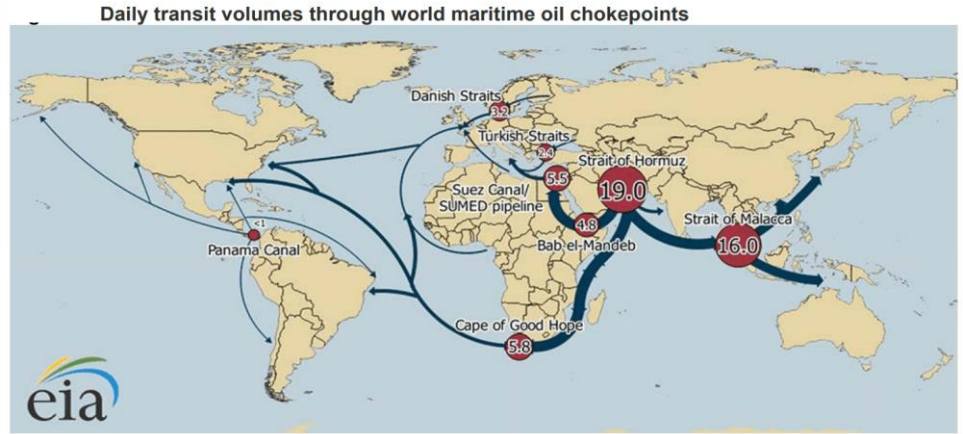 Daily transit volumes through world maritime oil chokepoints
Danish Straits
3.2
Turkish Straits
2.4
Strait of Hormuz
5.5
19.0
Suez Canal/
SUMED pipeline
4.8
Strait of Malacca
<1
Panama Canal
Bab el-Mandeb
16.0
Cape of Good Hope
5.8
eia